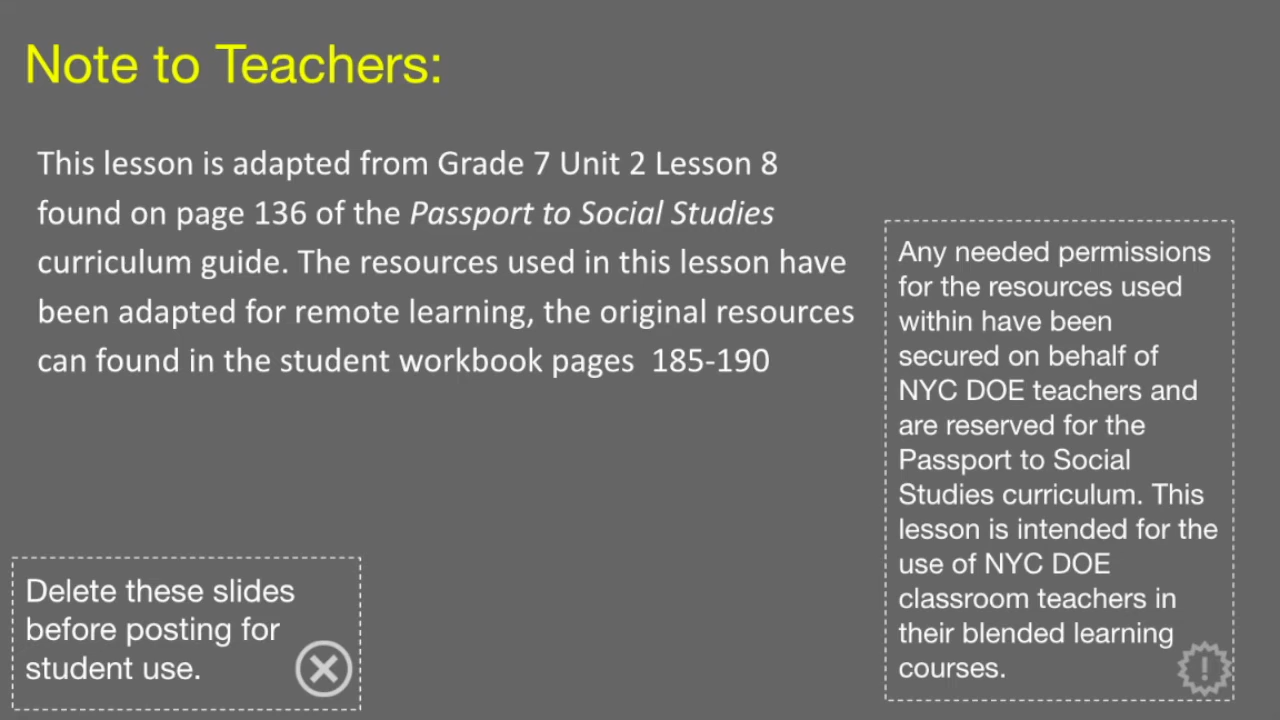 Note to Teachers:
This lesson is adapted from Grade 7 Unit 2 Lesson 8
found on page 136 of the Passport to Social Studies
curriculum guide. The resources used in this lesson have
been adapted for remote learning, the original resources
can found in the student workbook pages  185-190
Any needed permissions
for the resources used
within have been
secured on behalf of
NYC DOE teachers and
are reserved for the
Passport to Social
Studies curriculum. This
lesson is intended for the
use of NYC DOE
classroom teachers in
their blended learning
courses.
Delete these slides
before posting for
student use.